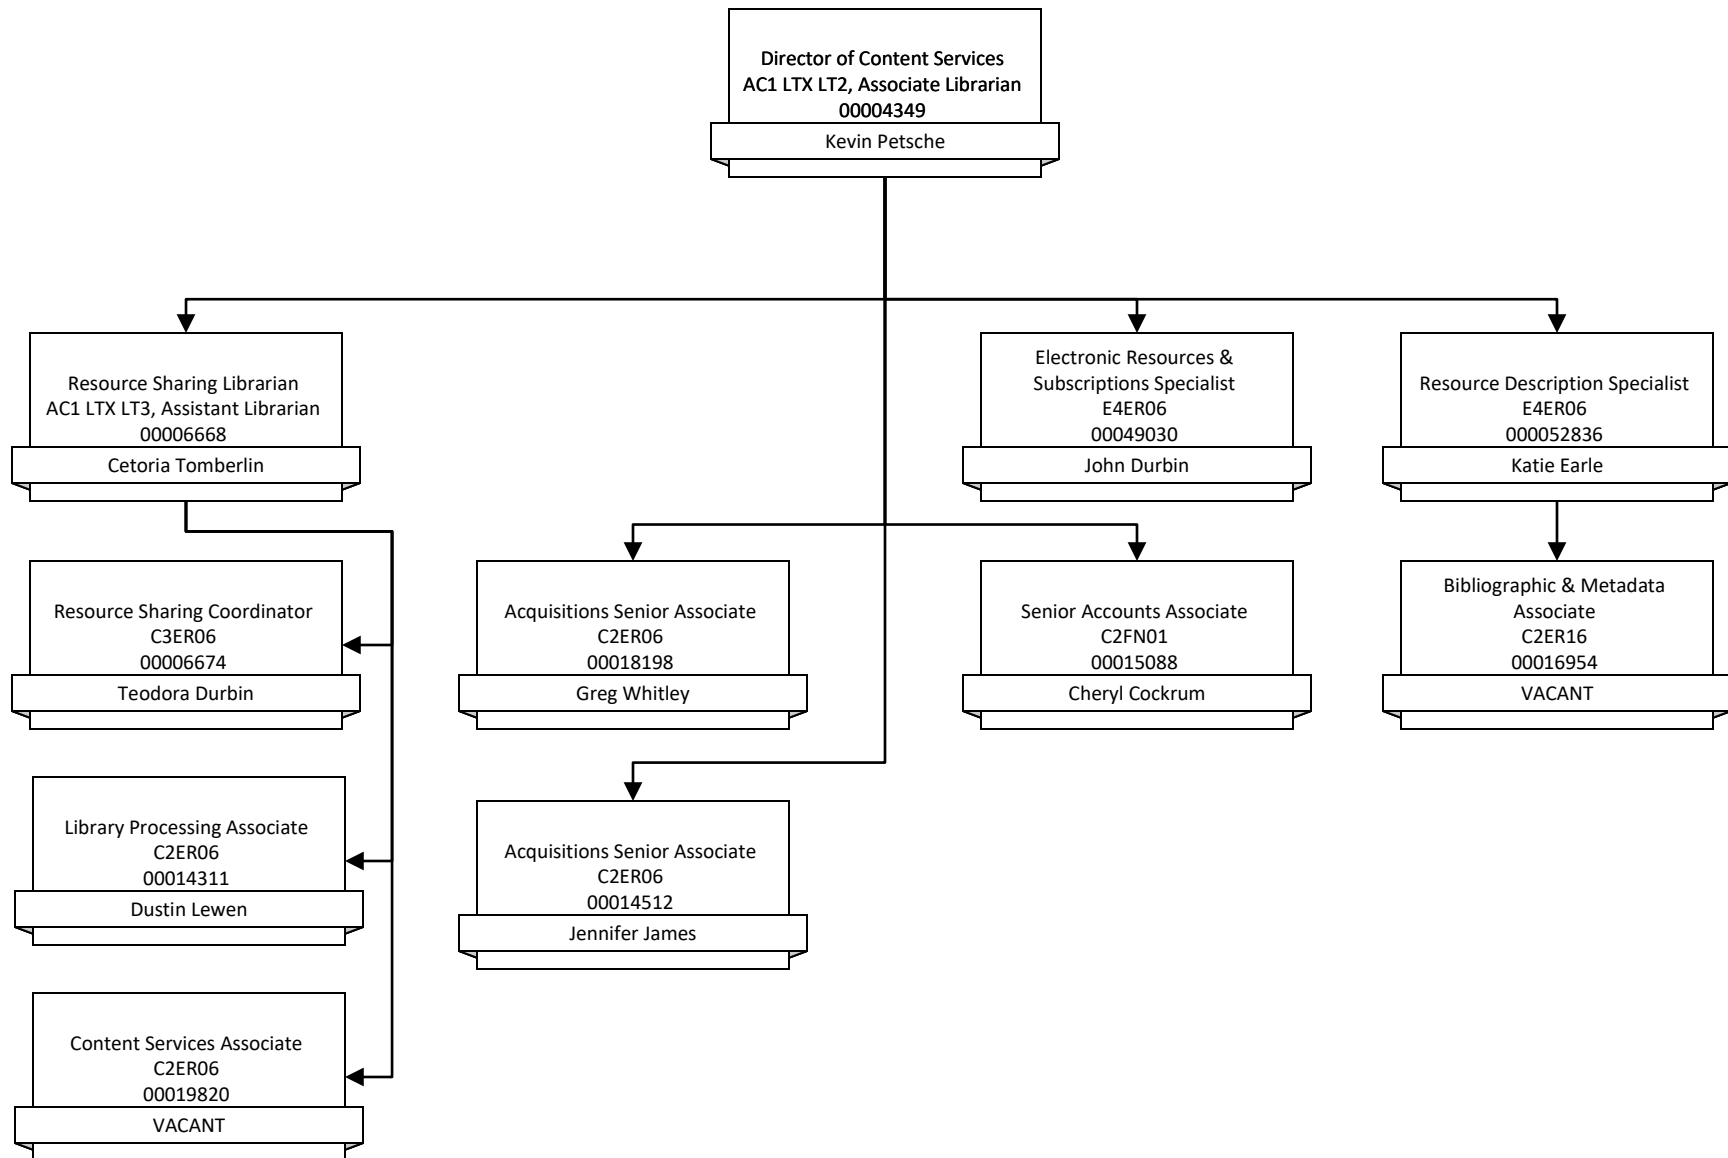 Director of Content Services
AC1 LTX LT2, Associate Librarian
00004349
Kevin Petsche
Resource Sharing Librarian
AC1 LTX LT3, Assistant Librarian
00006668
Cetoria Tomberlin
Electronic Resources &
Subscriptions Specialist
E4ER06
00049030
John Durbin
Resource Description Specialist
E4ER06
000052836
Katie Earle
Resource Sharing Coordinator
C3ER06
00006674
Teodora Durbin
Acquisitions Senior Associate
C2ER06
00018198
Greg Whitley
Senior Accounts Associate
C2FN01
00015088
Cheryl Cockrum
Bibliographic & Metadata
Associate
C2ER16
00016954
VACANT
Library Processing Associate
C2ER06
00014311
Dustin Lewen
Acquisitions Senior Associate
C2ER06
00014512
Jennifer James
Content Services Associate
C2ER06
00019820
VACANT